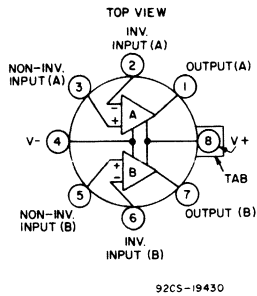 TOP VIEW
INV.
INPUT (A)
NON-INV.
INPUT (A)
OUTPUT (A)
2
3
1
-
+
A
V-
4
8
V+
+
-
B
TAB
5
7
6
NON-INV.
INPUT (B)
OUTPUT (B)
INV.
INPUT (B)
92CS-19430